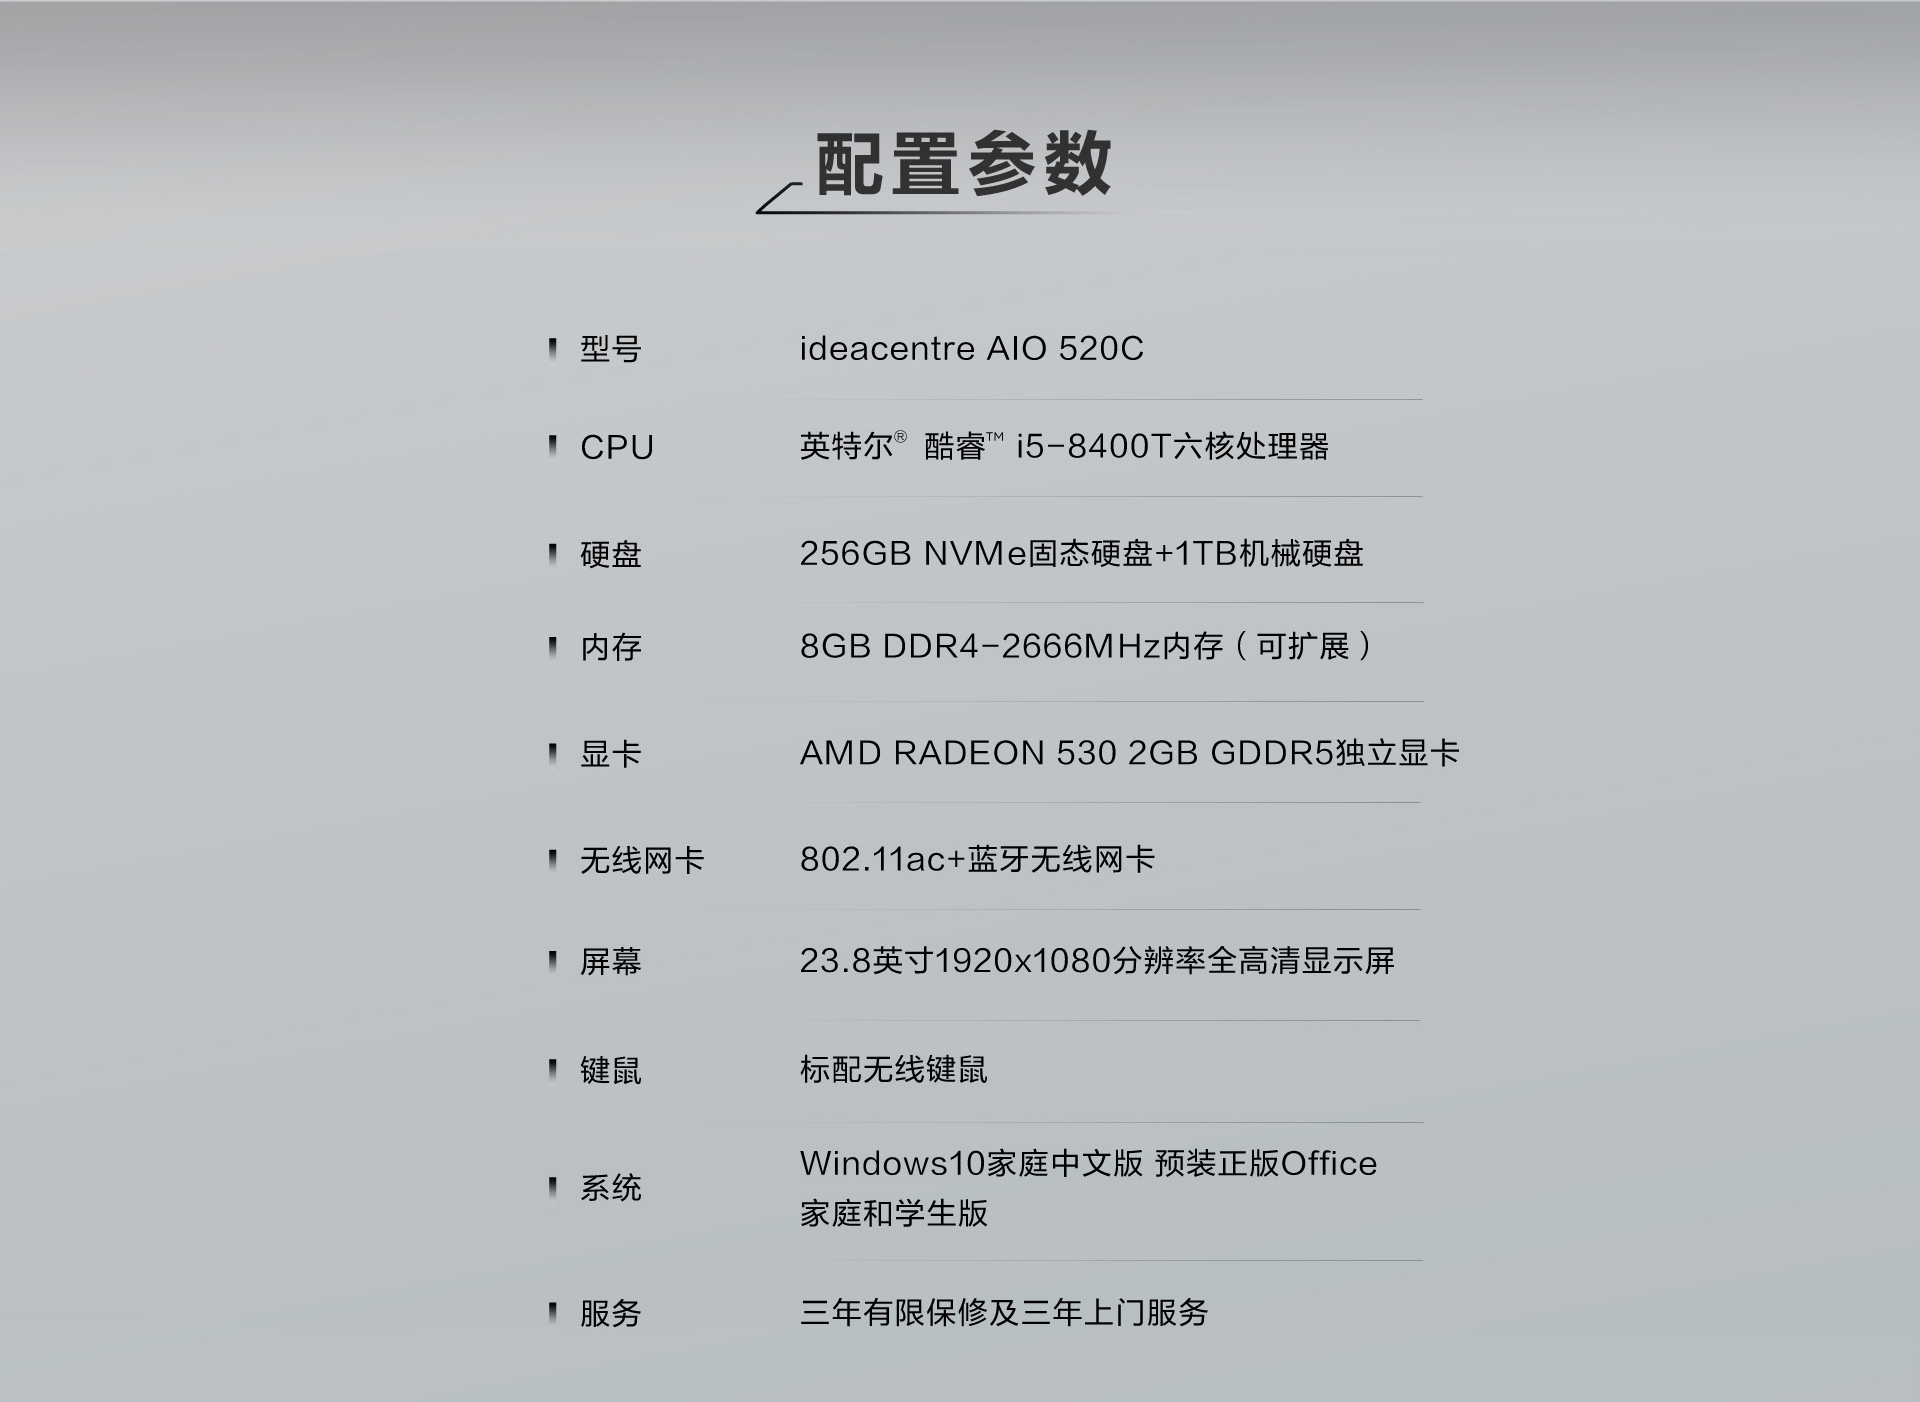 配置参数
型号 ideacentre AIO 520C
CPU 英特尔® 酷睿™ i5-8400T六核处理器
硬盘 256GB NVMe固态硬盘+1TB机械硬盘
内存 8GB DDR4-2666MHz内存（可扩展）
显卡 AMD RADEON 530 2GB GDDR5独立显卡
无线网卡 802.11ac+蓝牙无线网卡
屏幕 23.8英寸1920x1080分辨率全高清显示屏
键鼠 标配无线键鼠
系统 Windows10家庭中文版 预装正版Office
家庭和学生版
服务 三年有限保修及三年上门服务